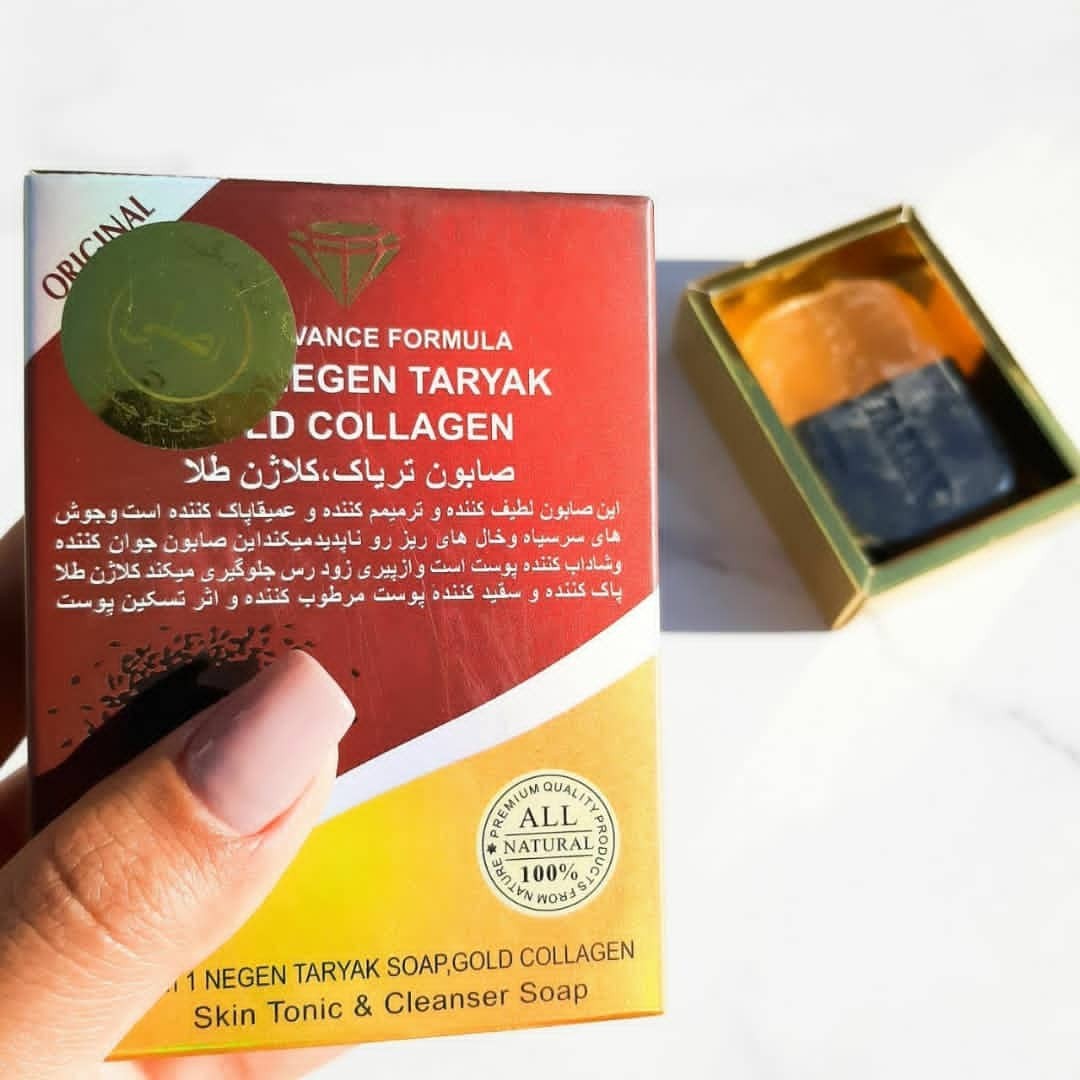 ORIGINAL
VANCE FORMULA
EGEN TARYAK
LD COLLAGEN
صابون تریاک،کلاژن طلا
این صابون لطیف کننده و ترمیمم کننده و عمیقاپاک کننده است وجوش
های سرسیاه وخال های ریز رو ناپدیدمیکنداین صابون جوان کننده
وشاداب کننده پوست است وازپیری زود رس جلوگیری میکند کلاژن طلا
پاک کننده و سقید کننده پوست مرطوب کننده و اثر تسکین پوست
PREMIUM QUALITY PRODUCTS FROM NATURE
ALL
NATURAL
100%
1 NEGEN TARYAK SOAP,GOLD COLLAGEN
Skin Tonic & Cleanser Soap